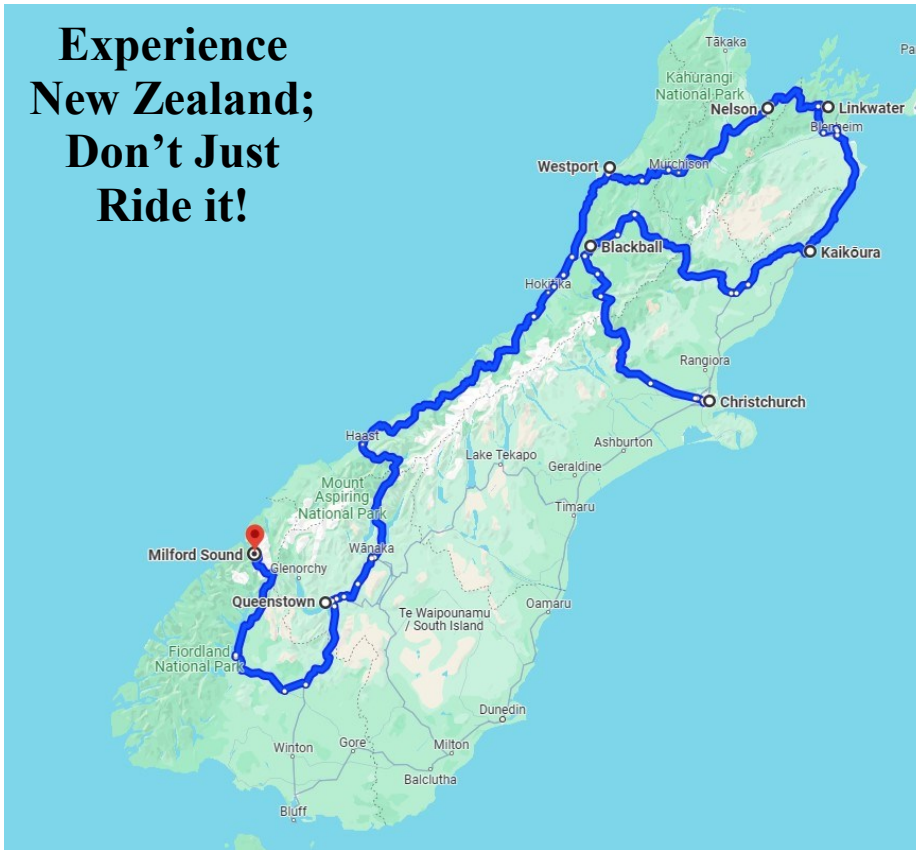 Experience
New Zealand;
Don’t Just
Ride it!
Tākaka
Pa
Kahurangi
National Park
Nelson
Linkwater
Blenheim
Westport
Murchison
Blackball
Kaikōura
Hokitika
Rangiora
Christchurch
Haast
Ashburton
Lake Tekapo
Geraldine
Mount
Aspiring
National Park
Timaru
Milford Sound
Wānaka
Glenorchy
Queenstown
Te Waipounamu
/ South Island
Oamaru
Fiordland
National Park
Dunedin
Winton
Gore
Milton
Balclutha
Bluff